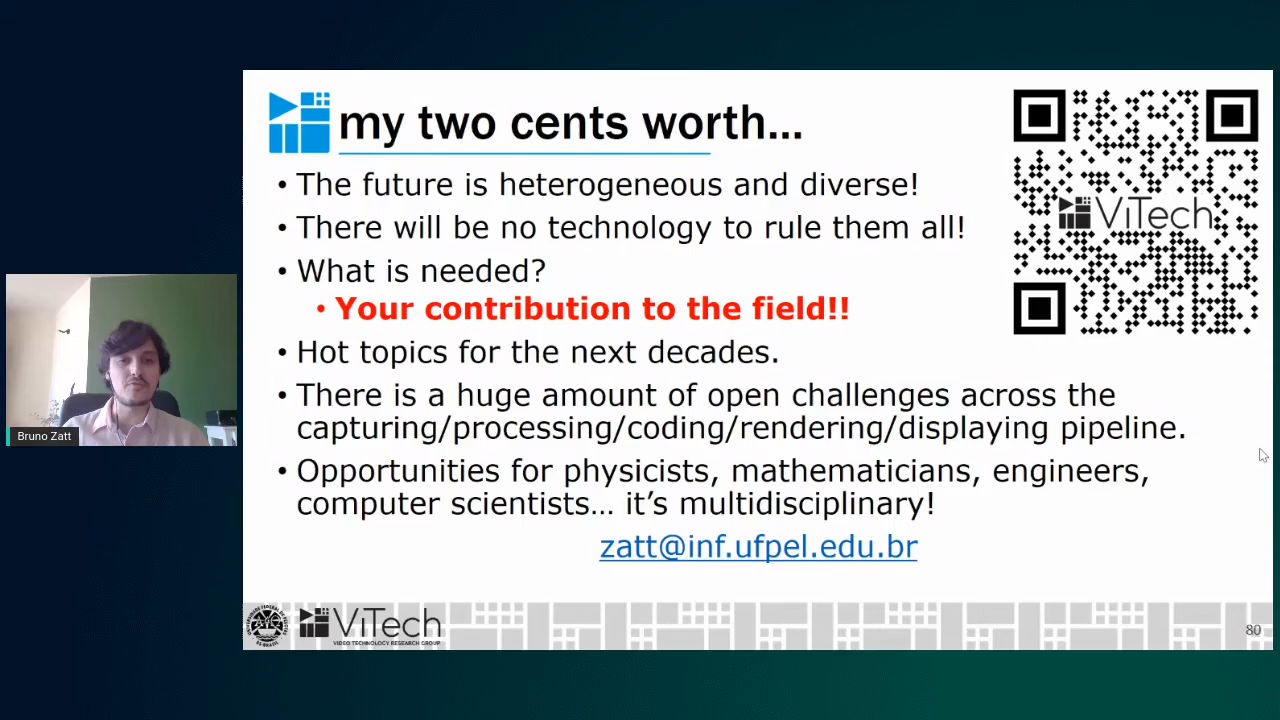 my two cents worth...
• The future is heterogeneous and diverse!
• There will be no technology to rule them all!
• What is needed?
• Your contribution to the field!!
• Hot topics for the next decades.
• There is a huge amount of open challenges across the
capturing/processing/coding/rendering/displaying pipeline.
• Opportunities for physicists, mathematicians, engineers,
computer scientists... it's multidisciplinary!
zatt@inf.ufpel.edu.br
ViTech
Bruno Zatt
ViTech
VIDEO TECHNOLOGY RESEARCH GROUP
80